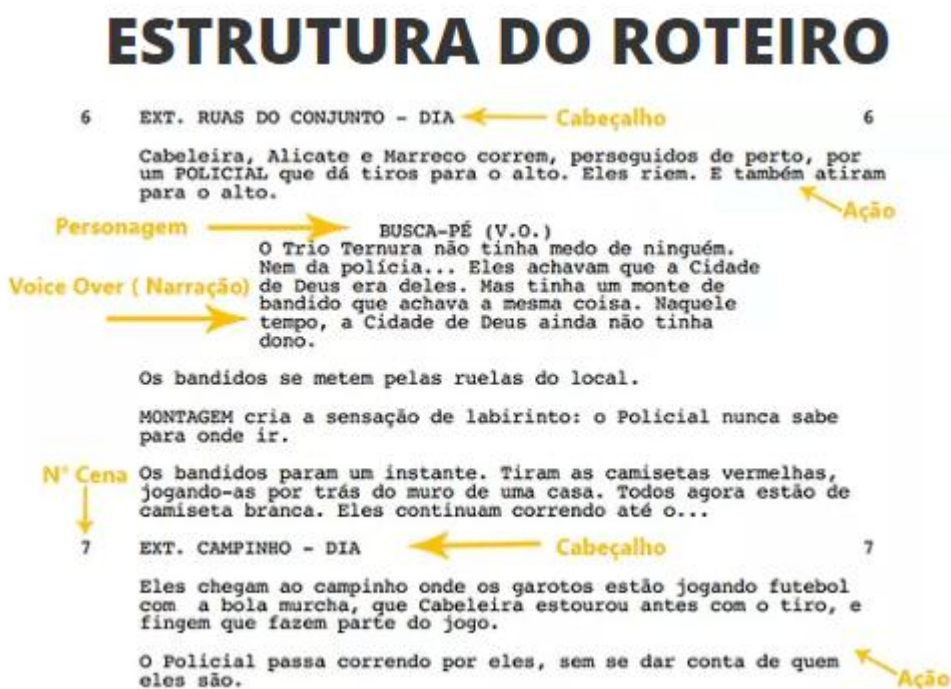 ESTRUTURA DO ROTEIRO
6 EXT. RUAS DO CONJUNTO - DIA Cabeçalho 6
Cabeleira, Alicate e Marreco correm, perseguidos de perto, por
um POLICIAL que dá tiros para o alto. Eles riem. E também atiram
para o alto.
Ação
Personagem BUSCA-PÉ (V.O.)
O Trio Ternura não tinha medo de ninguém.
Nem da polícia... Eles achavam que a Cidade
Voice Over ( Narração) de Deus era deles. Mas tinha um monte de
bandido que achava a mesma coisa. Naquele
tempo, a Cidade de Deus ainda não tinha
dono.
Os bandidos se metem pelas ruelas do local.
MONTAGEM cria a sensação de labirinto: o Policial nunca sabe
para onde ir.
N° Cena Os bandidos param um instante. Tiram as camisetas vermelhas,
jogando-as por trás do muro de uma casa. Todos agora estão de
camiseta branca. Eles continuam correndo até o...
7 EXT. CAMPINHO - DIA Cabeçalho 7
Eles chegam ao campinho onde os garotos estão jogando futebol
com a bola murcha, que Cabeleira estourou antes com o tiro, e
fingem que fazem parte do jogo.
O Policial passa correndo por eles, sem se dar conta de quem
eles são. Ação